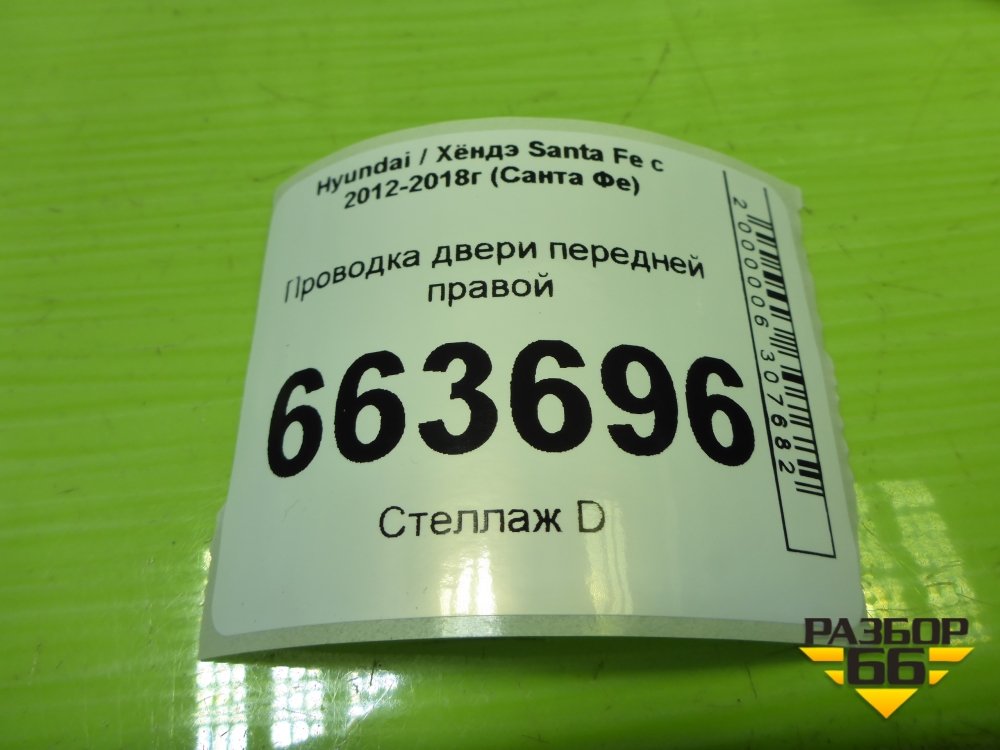 Hyundai / Хёндэ Santa Fe с
2012-2018г (Санта Фе)
Проводка двери передней
правой
663696
Стеллаж D
2000006307682
РАЗБОР
66